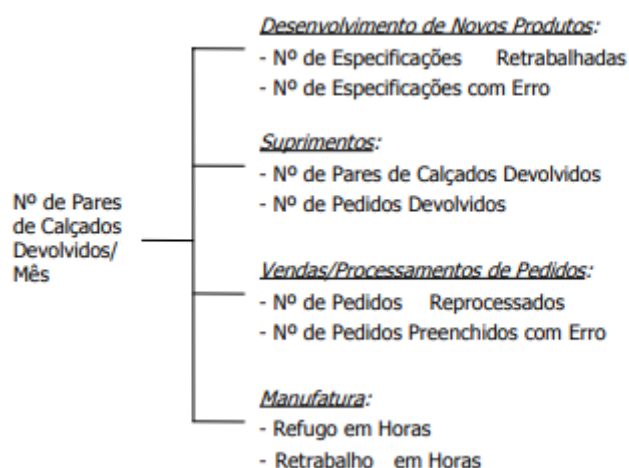 Desenvolvimento de Novos Produtos:
- Nº de Especificações Retrabalhadas
- Nº de Especificações com Erro
Suprimentos:
- Nº de Pares de Calçados Devolvidos
- Nº de Pedidos Devolvidos
Nº de Pares
de Calçados
Devolvidos/
Mês
Vendas/Processamentos de Pedidos:
- Nº de Pedidos Reprocessados
- Nº de Pedidos Preenchidos com Erro
Manufatura:
- Refugo em Horas
- Retrabalho em Horas